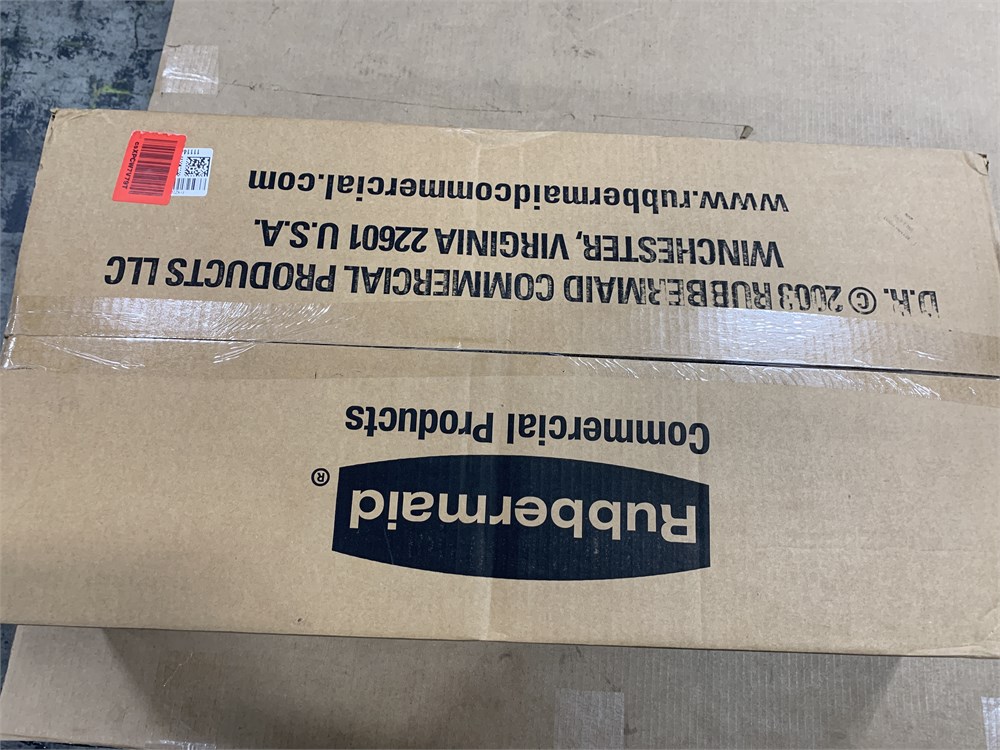 Rubbermaid®
Commercial Products
D.R. © 2003 RUBBERMAID COMMERCIAL PRODUCTS LLC
WINCHESTER, VIRGINIA 22601 U.S.A.
www.rubbermaidcommercial.com